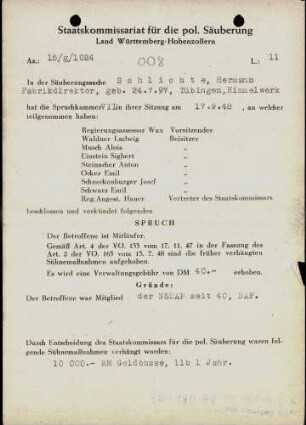 Staatskommissariat für die pol. Säuberung
Land Württemberg-Hohenzollern
Az.: 15/g/1024 008 L.: 11
In der Säuberungssache Schlichte, Hermann
Fabrikdirektor, geb. 24.7.97, Tübingen, Himmelwerk
hat die Spruchkammer VII in ihrer Sitzung am 17.9.48, an welcher
teilgenommen haben:
Regierungsassessor Wax Vorsitzender
Waldner Ludwig Beisitzer
Musch Alois „
Einstein Sigbert „
Steinacher Anton „
Osker Emil „
Schneckenburger Josef „
Schwarz Emil „
Reg.Angest. Hauer Vertreter des Staatskommissars
beschlossen und verkündet folgenden
SPRUCH
Der Betroffene ist Mitläufer.
Gemäß Art. 4 der VO. 133 vom 17. 11. 47 in der Fassung des
Art. 2 der VO. 165 vom 13. 7. 48 sind die früher verhängten
Sühnemaßnahmen aufgehoben.
Es wird eine Verwaltungsgebühr von DM 40.- erhoben.
Gründe:
Der Betroffene war Mitglied der NSDAP seit 40, DAF.
Durch Entscheidung des Staatskommissars für die pol. Säuberung waren fol-
gende Sühnemaßnahmen verhängt worden:
10 000.- RM Geldbusse, 11b 1 Jahr.